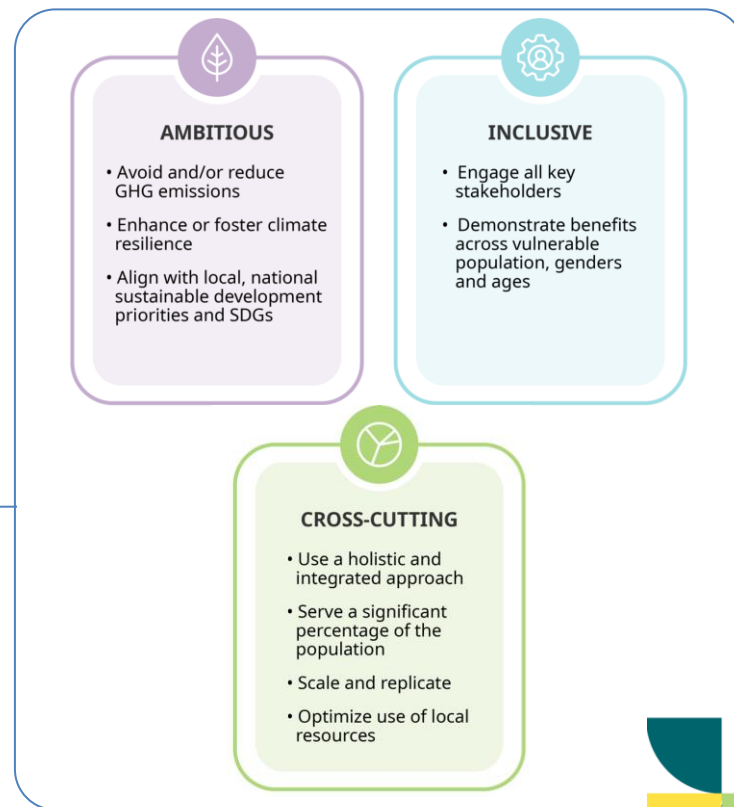 AMBITIOUS
• Avoid and/or reduce
GHG emissions
• Enhance or foster climate
resilience
• Align with local, national
sustainable development
priorities and SDGs
INCLUSIVE
• Engage all key
stakeholders
• Demonstrate benefits
across vulnerable
population, genders
and ages
CROSS-CUTTING
• Use a holistic and
integrated approach
• Serve a significant
percentage of the
population
• Scale and replicate
• Optimize use of local
resources